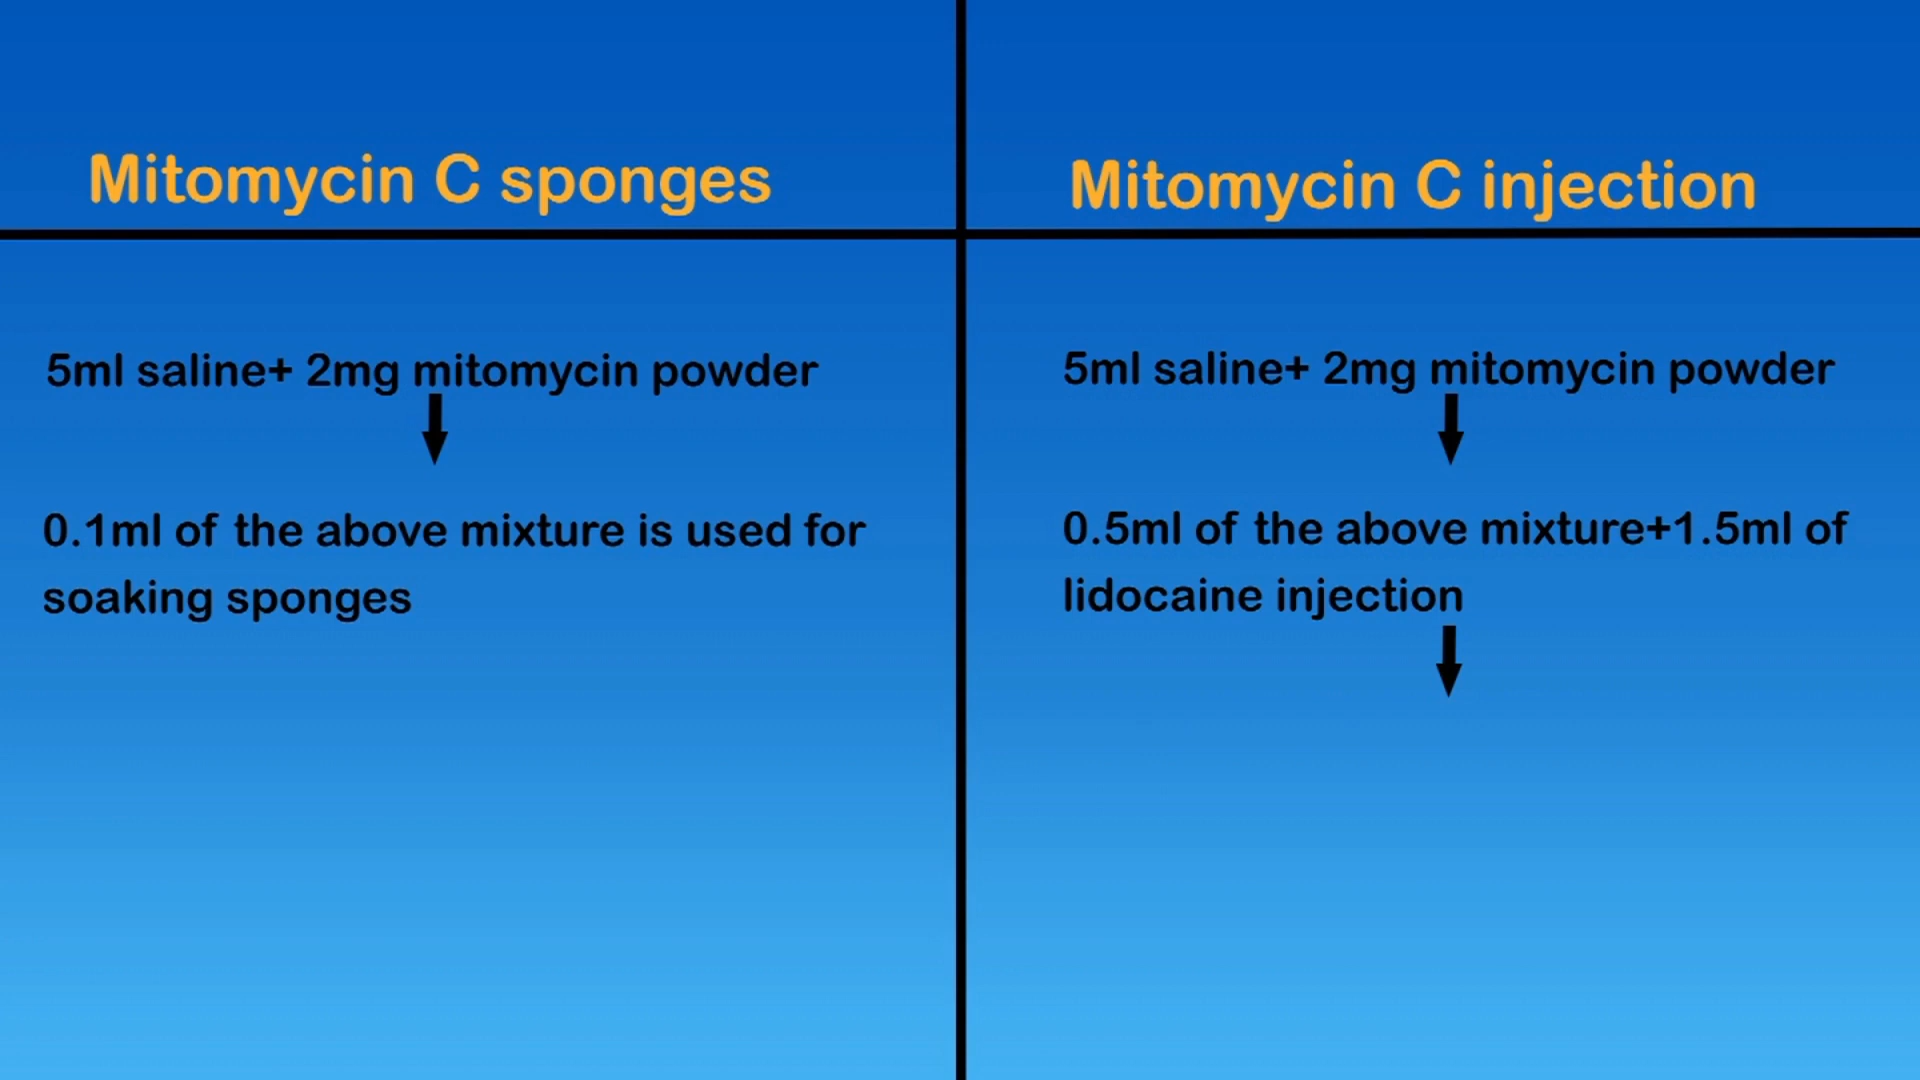 Mitomycin C sponges
5ml saline+ 2mg mitomycin powder
0.1ml of the above mixture is used for
soaking sponges
Mitomycin C injection
5ml saline+ 2mg mitomycin powder
0.5ml of the above mixture+1.5ml of
lidocaine injection